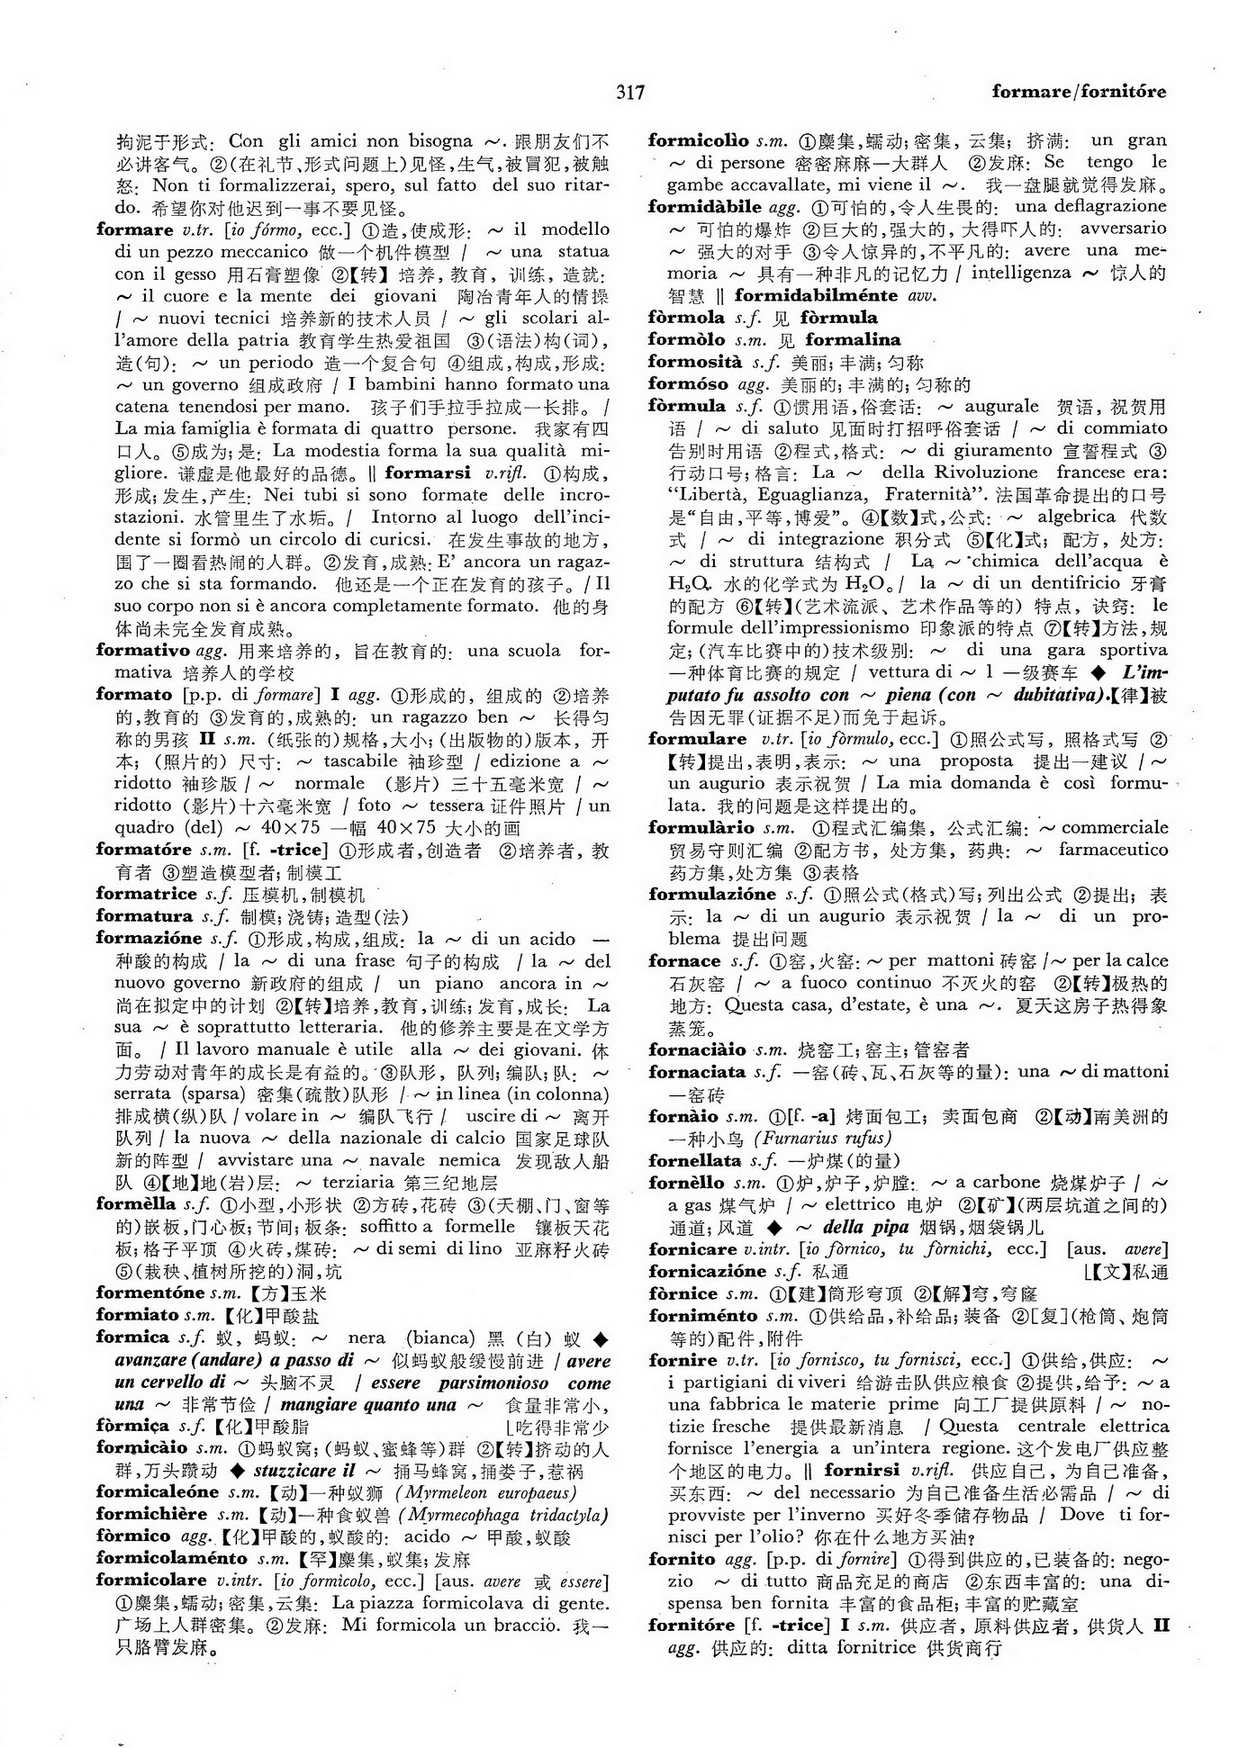 317
formare/fornitóre
拘泥于形式: Con gli amici non bisogna ～. 跟朋友们不
必讲客气。②(在礼节、形式问题上)见怪,生气,被冒犯,被触
怒: Non ti formalizzerai, spero, sul fatto del suo ritar-
do. 希望你对他迟到一事不要见怪。
formare v.tr. [io fórmo, ecc.] ①造,使成形: ～ il modello
di un pezzo meccanico 做一个机件模型 / ～ una statua
con il gesso 用石膏塑像 ②【转】 培养, 教育, 训练, 造就:
～ il cuore e la mente dei giovani 陶冶青年人的情操
/ ～ nuovi tecnici 培养新的技术人员 / ～ gli scolari al-
l'amore della patria 教育学生热爱祖国 ③(语法)构(词),
造(句): ～ un periodo 造一个复合句 ④组成,构成,形成:
～ un governo 组成政府 / I bambini hanno formato una
catena tenendosi per mano. 孩子们手拉手拉成一长排。 /
La mia famiglia è formata di quattro persone. 我家有四
口人。⑤成为; 是: La modestia forma la sua qualità mi-
gliore. 谦虚是他最好的品德。‖ formarsi v.rifl. ①构成,
形成; 发生,产生: Nei tubi si sono formate delle incro-
stazioni. 水管里生了水垢。/ Intorno al luogo dell'inci-
dente si formò un circolo di curicsi. 在发生事故的地方,
围了一圈看热闹的人群。②发育,成熟: E' ancora un ragaz-
zo che si sta formando. 他还是一个正在发育的孩子。/ Il
suo corpo non si è ancora completamente formato. 他的身
体尚未完全发育成熟。
formativo agg. 用来培养的, 旨在教育的: una scuola for-
mativa 培养人的学校
formato [p.p. di formare] I agg. ①形成的, 组成的 ②培养
的,教育的 ③发育的,成熟的: un ragazzo ben ～ 长得匀
称的男孩 II s.m. (纸张的)规格,大小; (出版物的)版本, 开
本; (照片的) 尺寸: ～ tascabile 袖珍型 / edizione a ～
ridotto 袖珍版 / ～ normale (影片) 三十五毫米宽 / ～
ridotto (影片)十六毫米宽 / foto ～ tessera 证件照片 / un
quadro (del) ～ 40×75 一幅 40×75 大小的画
formatóre s.m. [f. -trice] ①形成者,创造者 ②培养者, 教
育者 ③塑造模型者; 制模工
formatrice s.f. 压模机,制模机
formatura s.f. 制模; 浇铸; 造型(法)
formazióne s.f. ①形成,构成,组成: la ～ di un acido 一
种酸的构成 / la ～ di una frase 句子的构成 / la ～ del
nuovo governo 新政府的组成 / un piano ancora in ～
尚在拟定中的计划 ②【转】培养,教育,训练; 发育,成长: La
sua ～ è soprattutto letteraria. 他的修养主要是在文学方
面。 / Il lavoro manuale è utile alla ～ dei giovani. 体
力劳动对青年的成长是有益的。③队形, 队列; 编队; 队: ～
serrata (sparsa) 密集(疏散)队形 / ～ in linea (in colonna)
排成横(纵)队 / volare in ～ 编队飞行 / uscire di ～ 离开
队列 / la nuova ～ della nazionale di calcio 国家足球队
新的阵型 / avvistare una ～ navale nemica 发现敌人船
队 ④【地】地(岩)层: ～ terziaria 第三纪地层
formèlla s.f. ①小型,小形状 ②方砖,花砖 ③(天棚、门、窗等
的)嵌板,门心板; 节间; 板条: soffitto a formelle 镶板天花
板; 格子平顶 ④火砖,煤砖: ～ di semi di lino 亚麻籽火砖
⑤(栽秧、植树所挖的)洞,坑
formentóne s.m. 【方】玉米
formiato s.m. 【化】甲酸盐
formica s.f. 蚁, 蚂蚁: ～ nera (bianca) 黑 (白) 蚁 ◆
avanzare (andare) a passo di ～ 似蚂蚁般缓慢前进 / avere
un cervello di ～ 头脑不灵 / essere parsimonioso come
una ～ 非常节俭 / mangiare quanto una ～ 食量非常小,
fòrmica s.f. 【化】甲酸脂 ⌊吃得非常少
formicàio s.m. ①蚂蚁窝; (蚂蚁、蜜蜂等)群 ②【转】挤动的人
群,万头躜动 ◆ stuzzicare il ～ 捅马蜂窝,捅娄子,惹祸
formicaleóne s.m. 【动】一种蚁狮 (Myrmeleon europaeus)
formichière s.m. 【动】一种食蚁兽 (Myrmecophaga tridactyla)
fòrmico agg. 【化】甲酸的,蚁酸的: acido ～ 甲酸,蚁酸
formicolaménto s.m. 【罕】麇集,蚁集; 发麻
formicolare v.intr. [io formìcolo, ecc.] [aus. avere 或 essere]
①麇集,蠕动; 密集,云集: La piazza formicolava di gente.
广场上人群密集。②发麻: Mi formicola un braccio. 我一
只胳臂发麻。
formicolìo s.m. ①麇集,蠕动; 密集, 云集; 挤满: un gran
～ di persone 密密麻麻一大群人 ②发麻: Se tengo le
gambe accavallate, mi viene il ～. 我一盘腿就觉得发麻。
formidàbile agg. ①可怕的,令人生畏的: una deflagrazione
～ 可怕的爆炸 ②巨大的,强大的, 大得吓人的: avversario
～ 强大的对手 ③令人惊异的,不平凡的: avere una me-
moria ～ 具有一种非凡的记忆力 / intelligenza ～ 惊人的
智慧 ‖ formidabilménte avv.
fòrmola s.f. 见 fòrmula
formòlo s.m. 见 formalina
formosità s.f. 美丽; 丰满; 匀称
formóso agg. 美丽的; 丰满的; 匀称的
fòrmula s.f. ①惯用语,俗套话: ～ augurale 贺语, 祝贺用
语 / ～ di saluto 见面时打招呼俗套话 / ～ di commiato
告别时用语 ②程式,格式: ～ di giuramento 宣誓程式 ③
行动口号; 格言: La ～ della Rivoluzione francese era:
“Libertà, Eguaglianza, Fraternità”. 法国革命提出的口号
是“自由,平等,博爱”。④【数】式,公式: ～ algebrica 代数
式 / ～ di integrazione 积分式 ⑤【化】式; 配方, 处方:
～ di struttura 结构式 / La ～ chimica dell'acqua è
H₂O. 水的化学式为 H₂O。/ la ～ di un dentifricio 牙膏
的配方 ⑥【转】(艺术流派、艺术作品等的) 特点, 诀窍: le
formule dell'impressionismo 印象派的特点 ⑦【转】方法,规
定; (汽车比赛中的)技术级别: ～ di una gara sportiva
一种体育比赛的规定 / vettura di ～ 1 一级赛车 ◆ L'im-
putato fu assolto con ～ piena (con ～ dubitativa).【律】被
告因无罪(证据不足)而免于起诉。
formulare v.tr. [io fòrmulo, ecc.] ①照公式写, 照格式写 ②
【转】提出,表明,表示: ～ una proposta 提出一建议 / ～
un augurio 表示祝贺 / La mia domanda è così formu-
lata. 我的问题是这样提出的。
formulàrio s.m. ①程式汇编集, 公式汇编: ～ commerciale
贸易守则汇编 ②配方书, 处方集, 药典: ～ farmaceutico
药方集,处方集 ③表格
formulazióne s.f. ①照公式(格式)写; 列出公式 ②提出; 表
示: la ～ di un augurio 表示祝贺 / la ～ di un pro-
blema 提出问题
fornace s.f. ①窑,火窑: ～ per mattoni 砖窑 /～ per la calce
石灰窑 / ～ a fuoco continuo 不灭火的窑 ②【转】极热的
地方: Questa casa, d'estate, è una ～. 夏天这房子热得象
蒸笼。
fornaciàio s.m. 烧窑工; 窑主; 管窑者
fornaciata s.f. 一窑(砖、瓦、石灰等的量): una ～ di mattoni
一窑砖
fornàio s.m. ①[f. -a] 烤面包工; 卖面包商 ②【动】南美洲的
一种小鸟 (Furnarius rufus)
fornellata s.f. 一炉煤(的量)
fornèllo s.m. ①炉,炉子,炉膛: ～ a carbone 烧煤炉子 / ～
a gas 煤气炉 / ～ elettrico 电炉 ②【矿】(两层坑道之间的)
通道; 风道 ◆ ～ della pipa 烟锅,烟袋锅儿
fornicare v.intr. [io fòrnico, tu fòrnichi, ecc.] [aus. avere]
fornicazióne s.f. 私通 ⌊【文】私通
fòrnice s.m. ①【建】筒形穹顶 ②【解】穹,穹窿
forniménto s.m. ①供给品,补给品; 装备 ②[复](枪筒、炮筒
等的)配件,附件
fornire v.tr. [io fornisco, tu fornisci, ecc.] ①供给,供应: ～
i partigiani di viveri 给游击队供应粮食 ②提供,给予: ～ a
una fabbrica le materie prime 向工厂提供原料 / ～ no-
tizie fresche 提供最新消息 / Questa centrale elettrica
fornisce l'energia a un'intera regione. 这个发电厂供应整
个地区的电力。‖ fornirsi v.rifl. 供应自己, 为自己准备,
买东西: ～ del necessario 为自己准备生活必需品 / ～ di
provviste per l'inverno 买好冬季储存物品 / Dove ti for-
nisci per l'olio? 你在什么地方买油?
fornito agg. [p.p. di fornire] ①得到供应的,已装备的: nego-
zio ～ di tutto 商品充足的商店 ②东西丰富的: una di-
spensa ben fornita 丰富的食品柜; 丰富的贮藏室
fornitóre [f. -trice] I s.m. 供应者, 原料供应者, 供货人 II
agg. 供应的: ditta fornitrice 供货商行